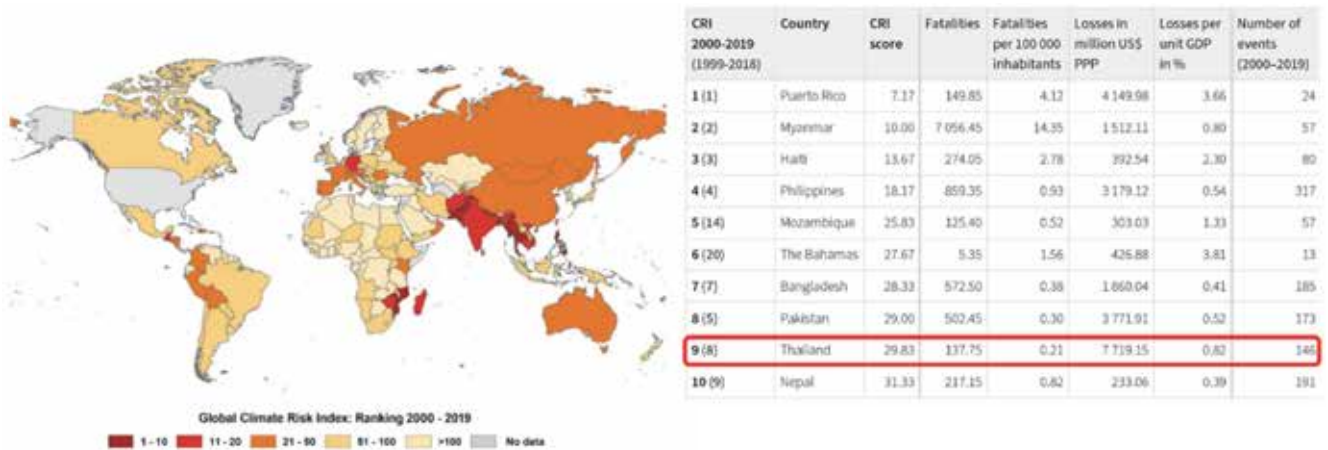 CRI 2000-2019 (1999-2018) Country CRI score Fatalities Fatalities per 100 000 inhabitants Losses in million US$ PPP Losses per unit GDP in % Number of events (2000–2019)
1 (1) Puerto Rico 7.17 149.85 4.12 4 149.98 3.66 24
2 (2) Myanmar 10.00 7 056.45 14.35 1 512.11 0.80 57
3 (3) Haiti 13.67 274.05 2.78 392.54 2.30 80
4 (4) Philippines 18.17 859.35 0.93 3 179.12 0.54 317
5 (14) Mozambique 25.83 125.40 0.52 303.03 1.33 57
6 (20) The Bahamas 27.67 5.35 1.56 426.88 3.81 13
7 (7) Bangladesh 28.33 572.50 0.38 1 860.04 0.41 185
8 (5) Pakistan 29.00 502.45 0.30 3 771.91 0.52 173
9 (8) Thailand 29.83 137.75 0.21 7 719.15 0.82 146
10 (9) Nepal 31.33 217.15 0.82 233.06 0.39 191
Global Climate Risk Index: Ranking 2000 - 2019
1 - 10 11 - 20 21 - 50 51 - 100 >100 No data